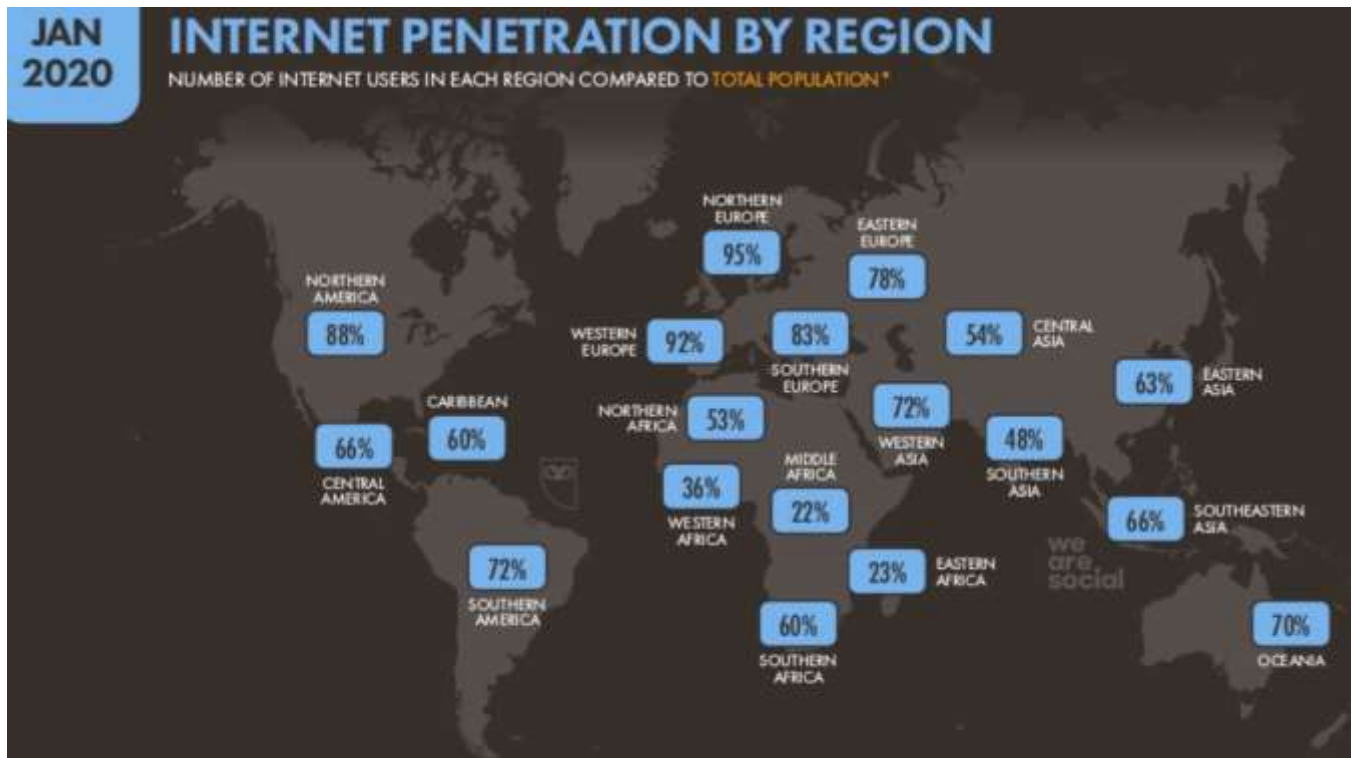 JAN
2020
INTERNET PENETRATION BY REGION
NUMBER OF INTERNET USERS IN EACH REGION COMPARED TO TOTAL POPULATION*
NORTHERN
EUROPE
95%
EASTERN
EUROPE
78%
NORTHERN
AMERICA
88%
WESTERN
EUROPE
92%
83%
SOUTHERN
EUROPE
54%
CENTRAL
ASIA
63%
EASTERN
ASIA
CARIBBEAN
60%
66%
CENTRAL
AMERICA
NORTHERN
AFRICA
53%
72%
WESTERN
ASIA
48%
SOUTHERN
ASIA
36%
WESTERN
AFRICA
MIDDLE
AFRICA
22%
66%
SOUTHEASTERN
ASIA
72%
SOUTHERN
AMERICA
23%
EASTERN
AFRICA
we
are.
social
60%
SOUTHERN
AFRICA
70%
OCEANIA